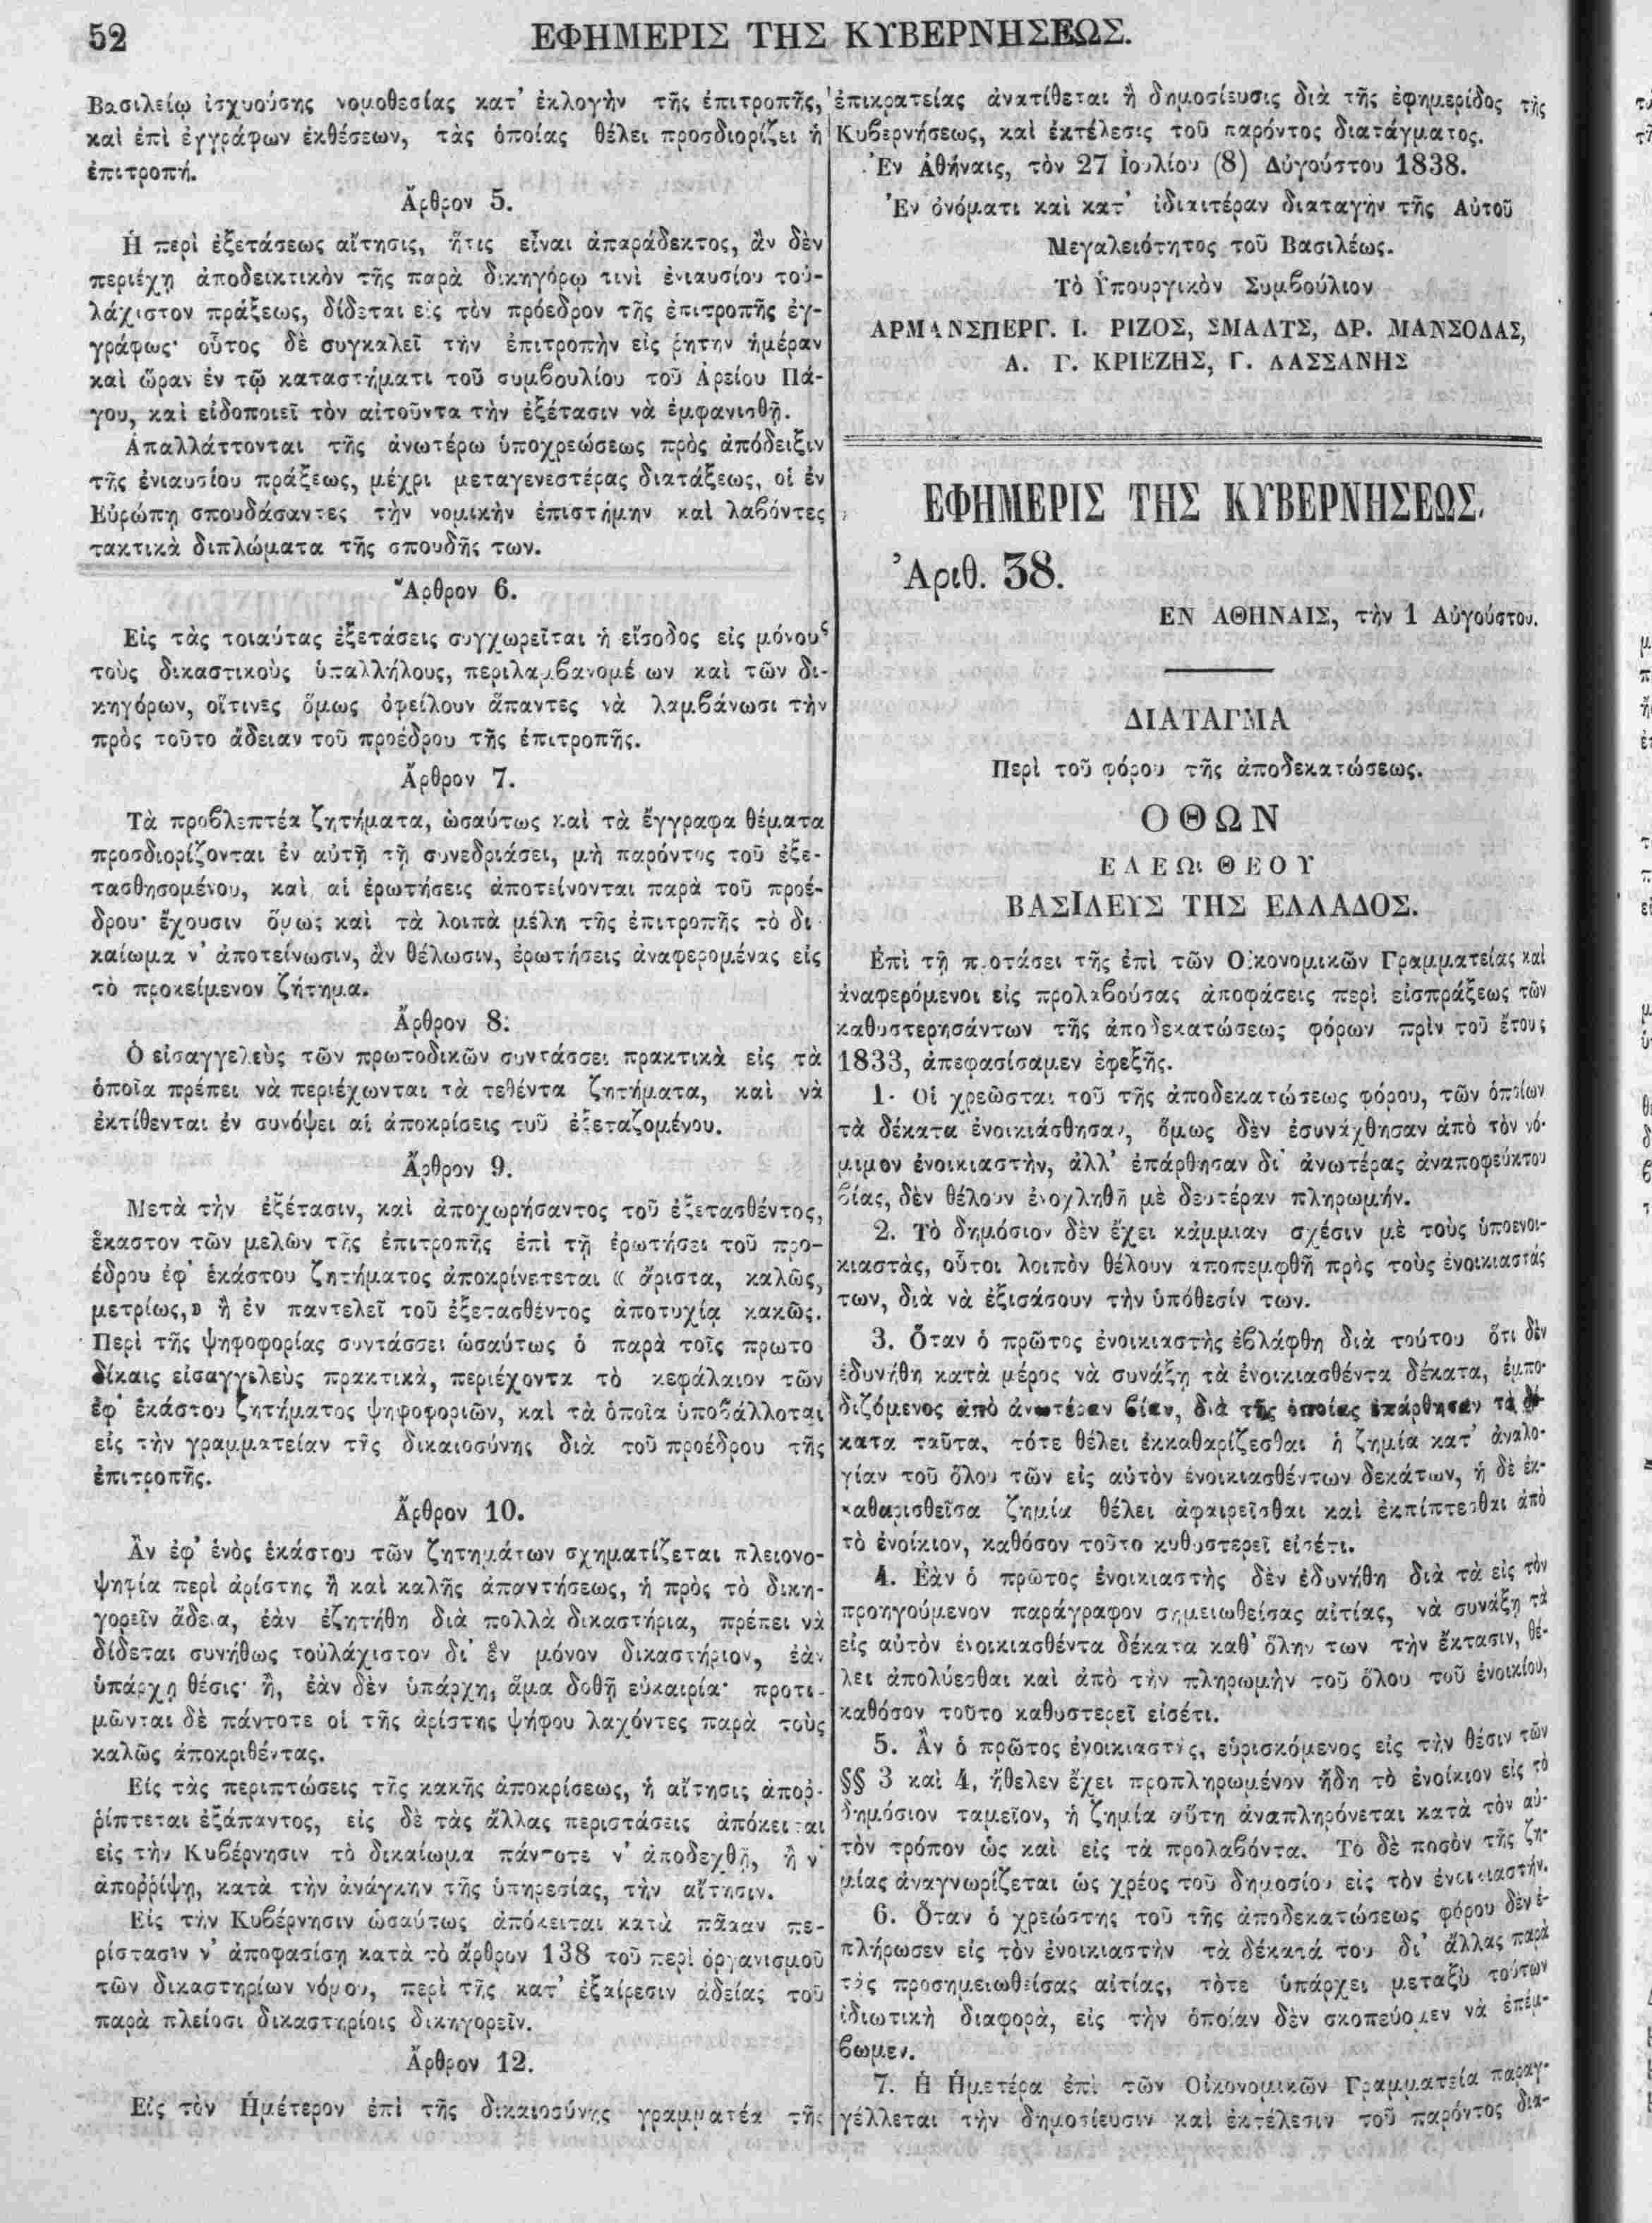 52
ΕΦΗΜΕΡΙΣ ΤΗΣ ΚΥΒΕΡΝΗΣΕΩΣ.
Βασιλείῳ ἰσχυούσης νομοθεσίας κατ' ἐκλογὴν τῆς ἐπιτροπῆς,
καὶ ἐπὶ ἐγγράφων ἐκθέσεων, τὰς ὁποίας θέλει προσδιορίζει ἡ
ἐπιτροπή.
Ἄρθρον 5.
Ἡ περὶ ἐξετάσεως αἴτησις, ἥτις εἶναι ἀπαράδεκτος, ἂν δὲν
περιέχῃ ἀποδεικτικὸν τῆς παρὰ δικηγόρῳ τινὶ ἐνιαυσίου τοὐ-
λάχιστον πράξεως, δίδεται εἰς τὸν πρόεδρον τῆς ἐπιτροπῆς ἐγ-
γράφως· οὗτος δὲ συγκαλεῖ τὴν ἐπιτροπὴν εἰς ῥητην ἡμέραν
καὶ ὥραν ἐν τῷ καταστήματι τοῦ συμβουλίου τοῦ Ἀρείου Πά-
γου, καὶ εἰδοποιεῖ τὸν αἰτοῦντα τὴν ἐξέτασιν νὰ ἐμφανισθῇ.
Ἀπαλλάττονται τῆς ἀνωτέρω ὑποχρεώσεως πρὸς ἀπόδειξιν
τῆς ἐνιαυσίου πράξεως, μέχρι μεταγενεστέρας διατάξεως, οἱ ἐν
Εὐρώπῃ σπουδάσαντες τὴν νομικὴν ἐπιστήμην καὶ λαβόντες
τακτικὰ διπλώματα τῆς σπουδῆς των.
Ἄρθρον 6.
Εἰς τὰς τοιαύτας ἐξετάσεις συγχωρεῖται ἡ εἴσοδος εἰς μόνους
τοὺς δικαστικοὺς ὑπαλλήλους, περιλαμβανομέ ων καὶ τῶν δι-
κηγόρων, οἵτινες ὅμως ὀφείλουν ἅπαντες νὰ λαμβάνωσι τὴν
πρὸς τοῦτο ἄδειαν τοῦ προέδρου τῆς ἐπιτροπῆς.
Ἄρθρον 7.
Τὰ προβλεπτέα ζητήματα, ὡσαύτως καὶ τὰ ἔγγραφα θέματα
προσδιορίζονται ἐν αὐτῇ τῇ συνεδριάσει, μὴ παρόντος τοῦ ἐξε-
τασθησομένου, καὶ αἱ ἐρωτήσεις ἀποτείνονται παρὰ τοῦ προέ-
δρου· ἔχουσιν ὅμως καὶ τὰ λοιπὰ μέλη τῆς ἐπιτροπῆς τὸ δι-
καίωμα ν' ἀποτείνωσιν, ἂν θέλωσιν, ἐρωτήσεις ἀναφερομένας εἰς
τὸ προκείμενον ζήτημα.
Ἄρθρον 8.
Ὁ εἰσαγγελεὺς τῶν πρωτοδικῶν συντάσσει πρακτικὰ εἰς τὰ
ὁποῖα πρέπει νὰ περιέχωνται τὰ τεθέντα ζητήματα, καὶ νὰ
ἐκτίθενται ἐν συνόψει αἱ ἀποκρίσεις τοῦ ἐξεταζομένου.
Ἄρθρον 9.
Μετὰ τὴν ἐξέτασιν, καὶ ἀποχωρήσαντος τοῦ ἐξετασθέντος,
ἕκαστον τῶν μελῶν τῆς ἐπιτροπῆς ἐπὶ τῇ ἐρωτήσει τοῦ προ-
έδρου ἐφ' ἑκάστου ζητήματος ἀποκρίνετεται « ἄριστα, καλῶς,
μετρίως,» ἢ ἐν παντελεῖ τοῦ ἐξετασθέντος ἀποτυχίᾳ κακῶς.
Περὶ τῆς ψηφοφορίας συντάσσει ὡσαύτως ὁ παρὰ τοῖς πρωτο
δίκαις εἰσαγγελεὺς πρακτικὰ, περιέχοντα τὸ κεφάλαιον τῶν
ἐφ' ἑκάστου ζητήματος ψηφοφοριῶν, καὶ τὰ ὁποῖα ὑποβάλλοται
εἰς τὴν γραμματείαν τῆς δικαιοσύνης διὰ τοῦ προέδρου τῆς
ἐπιτροπῆς.
Ἄρθρον 10.
Ἂν ἐφ' ἑνὸς ἑκάστου τῶν ζητημάτων σχηματίζεται πλειονο-
ψηφία περὶ ἀρίστης ἢ καὶ καλῆς ἀπαντήσεως, ἡ πρὸς τὸ δικη-
γορεῖν ἄδεια, ἐὰν ἐζητήθη διὰ πολλὰ δικαστήρια, πρέπει νὰ
δίδεται συνήθως τοὐλάχιστον δι' ἓν μόνον δικαστήριον, ἐὰν
ὑπάρχῃ θέσις· ἢ, ἐὰν δὲν ὑπάρχῃ, ἅμα δοθῇ εὐκαιρία· προτι-
μῶνται δὲ πάντοτε οἱ τῆς ἀρίστης ψήφου λαχόντες παρὰ τοὺς
καλῶς ἀποκριθέντας.
Εἰς τὰς περιπτώσεις τῆς κακῆς ἀποκρίσεως, ἡ αἴτησις ἀποῤ-
ῥίπτεται ἐξάπαντος, εἰς δὲ τὰς ἄλλας περιστάσεις ἀπόκειται
εἰς τὴν Κυβέρνησιν τὸ δικαίωμα πάντοτε ν' ἀποδεχθῇ, ἢ ν'
ἀποῤῥίψῃ, κατὰ τὴν ἀνάγκην τῆς ὑπηρεσίας, τὴν αἴτησιν.
Εἰς τὴν Κυβέρνησιν ὡσαύτως ἀπόκειται κατὰ πᾶσαν πε-
ρίστασιν ν' ἀποφασίσῃ κατὰ τὸ ἄρθρον 138 τοῦ περὶ ὀργανισμοῦ
τῶν δικαστηρίων νόμου, περὶ τῆς κατ' ἐξαίρεσιν ἀδείας τοῦ
παρὰ πλείοσι δικαστηρίοις δικηγορεῖν.
Ἄρθρον 12.
Εἰς τὸν Ἡμέτερον ἐπὶ τῆς δικαιοσύνης γραμματέα τῆς
ἐπικρατείας ἀνατίθεται ἡ δημοσίευσις διὰ τῆς ἐφημερίδος τῆς
Κυβερνήσεως, καὶ ἐκτέλεσις τοῦ παρόντος διατάγματος.
Ἐν Ἀθήναις, τὸν 27 Ἰουλίου (8) Αὐγούστου 1838.
Ἐν ὀνόματι καὶ κατ' ἰδιαιτέραν διαταγὴν τῆς Αὐτοῦ
Μεγαλειότητος τοῦ Βασιλέως.
Τὸ Ὑπουργικὸν Συμβούλιον
ΑΡΜΑΝΣΠΕΡΓ. Ι. ΡΙΖΟΣ, ΣΜΑΛΤΣ, ΔΡ. ΜΑΝΣΟΛΑΣ,
Α. Γ. ΚΡΙΕΖΗΣ, Γ. ΛΑΣΣΑΝΗΣ
ΕΦΗΜΕΡΙΣ ΤΗΣ ΚΥΒΕΡΝΗΣΕΩΣ.
Ἀριθ. 38.
ΕΝ ΑΘΗΝΑΙΣ, τὴν 1 Αὐγούστου.
ΔΙΑΤΑΓΜΑ
Περὶ τοῦ φόρου τῆς ἀποδεκατώσεως.
ΟΘΩΝ
ΕΛΕΩι ΘΕΟΥ
ΒΑΣΙΛΕΥΣ ΤΗΣ ΕΛΛΑΔΟΣ.
Ἐπὶ τῇ προτάσει τῆς ἐπὶ τῶν Οἰκονομικῶν Γραμματείας καὶ
ἀναφερόμενοι εἰς προλαβούσας ἀποφάσεις περὶ εἰσπράξεως τῶν
καθυστερησάντων τῆς ἀποδεκατώσεως φόρων πρὶν τοῦ ἔτους
1833, ἀπεφασίσαμεν ἐφεξῆς.
1. Οἱ χρεῶσται τοῦ τῆς ἀποδεκατώσεως φόρου, τῶν ὁποίων
τὰ δέκατα ἐνοικιάσθησαν, ὅμως δὲν ἐσυνάχθησαν ἀπὸ τὸν νό-
μιμον ἐνοικιαστὴν, ἀλλ' ἐπάρθησαν δι' ἀνωτέρας ἀναποφεύκτου
βίας, δὲν θέλουν ἐνοχληθῆ μὲ δευτέραν πληρωμήν.
2. Τὸ δημόσιον δὲν ἔχει κάμμιαν σχέσιν μὲ τοὺς ὑποενοι-
κιαστὰς, οὗτοι λοιπὸν θέλουν ἀποπεμφθῆ πρὸς τοὺς ἐνοικιαστάς
των, διὰ νὰ ἐξισάσουν τὴν ὑπόθεσίν των.
3. Ὅταν ὁ πρῶτος ἐνοικιαστὴς ἐβλάφθη διὰ τούτου ὅτι δὲν
ἐδυνήθη κατὰ μέρος νὰ συνάξῃ τὰ ἐνοικιασθέντα δέκατα, ἐμπο-
διζόμενος ἀπὸ ἀνωτέραν βίαν, διὰ τῆς ὁποίας ἐπάρθησαν τὰ δέ-
κατα ταῦτα, τότε θέλει ἐκκαθαρίζεσθαι ἡ ζημία κατ' ἀναλο-
γίαν τοῦ ὅλου τῶν εἰς αὐτὸν ἐνοικιασθέντων δεκάτων, ἡ δὲ ἐκ-
καθαρισθεῖσα ζημία θέλει ἀφαιρεῖσθαι καὶ ἐκπίπτεσθαι ἀπὸ
τὸ ἐνοίκιον, καθόσον τοῦτο κυθυστερεῖ εἰσέτι.
4. Ἐὰν ὁ πρῶτος ἐνοικιαστὴς δὲν ἐδυνήθη διὰ τὰ εἰς τὸν
προηγούμενον παράγραφον σημειωθείσας αἰτίας, νὰ συνάξῃ τὰ
εἰς αὐτὸν ἐνοικιασθέντα δέκατα καθ' ὅλην των τὴν ἔκτασιν, θέ-
λει ἀπολύεσθαι καὶ ἀπὸ τὴν πληρωμὴν τοῦ ὅλου τοῦ ἐνοικίου,
καθόσον τοῦτο καθυστερεῖ εἰσέτι.
5. Ἂν ὁ πρῶτος ἐνοικιαστὴς, εὑρισκόμενος εἰς τὴν θέσιν τῶν
§§ 3 καὶ 4, ἤθελεν ἔχει προπληρωμένον ἤδη τὸ ἐνοίκιον εἰς τὸ
δημόσιον ταμεῖον, ἡ ζημία αὕτη ἀναπληρόνεται κατὰ τὸν αὐ-
τὸν τρόπον ὡς καὶ εἰς τὰ προλαβόντα. Τὸ δὲ ποσὸν τῆς ζη-
μίας ἀναγνωρίζεται ὡς χρέος τοῦ δημοσίου εἰς τὸν ἐνοικιαστήν.
6. Ὅταν ὁ χρεώστης τοῦ τῆς ἀποδεκατώσεως φόρου δὲν ἐ-
πλήρωσεν εἰς τὸν ἐνοικιαστὴν τὰ δέκατά του δι' ἄλλας παρὰ
τὰς προσημειωθείσας αἰτίας, τότε ὑπάρχει μεταξὺ τούτων
ἰδιωτικὴ διαφορὰ, εἰς τὴν ὁποίαν δὲν σκοπεύομεν νὰ ἐπέμ-
βωμεν.
7. Ἡ Ἡμετέρα ἐπὶ τῶν Οἰκονομικῶν Γραμματεία παραγ-
γέλλεται τὴν δημοσίευσιν καὶ ἐκτέλεσιν τοῦ παρόντος δια-